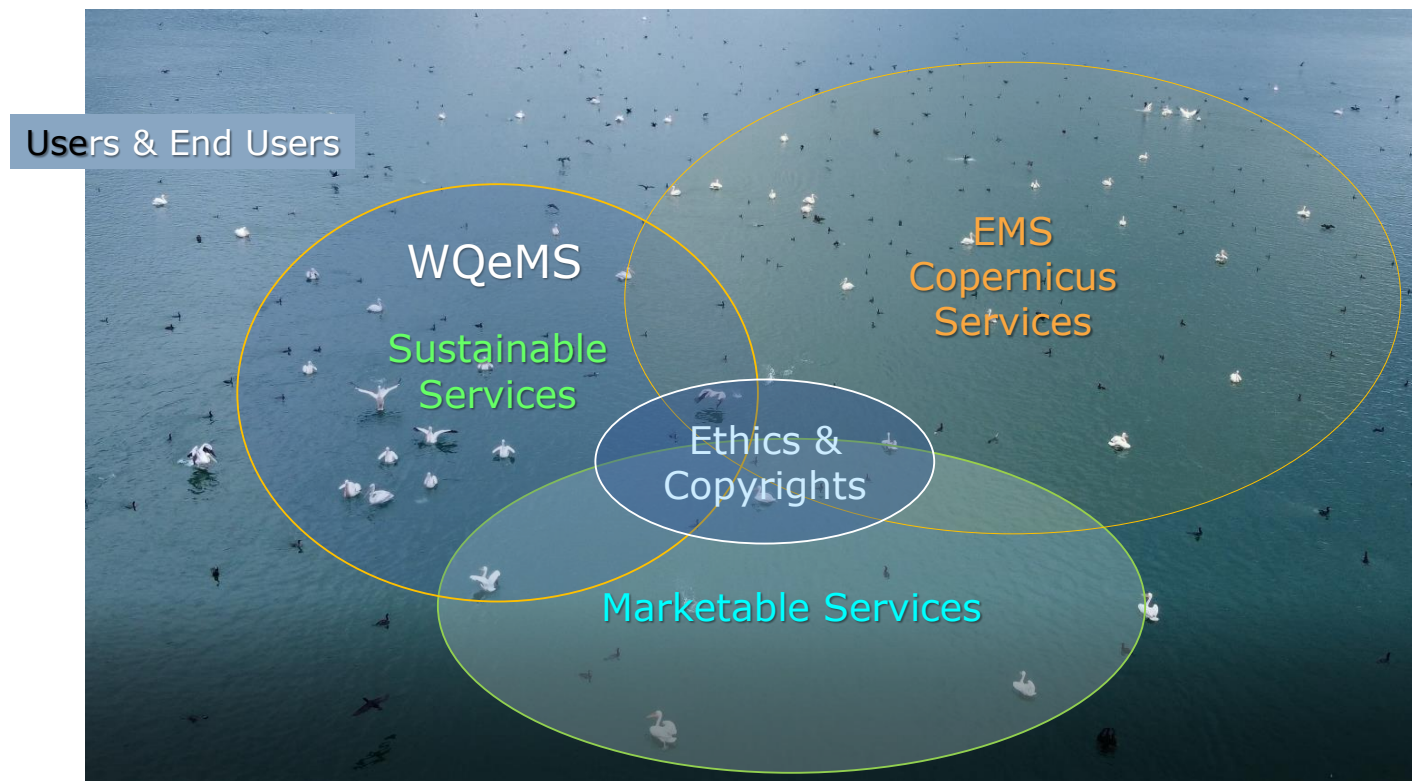 Users & End Users
WQeMS
Sustainable
Services
EMS
Copernicus
Services
Ethics &
Copyrights
Marketable Services